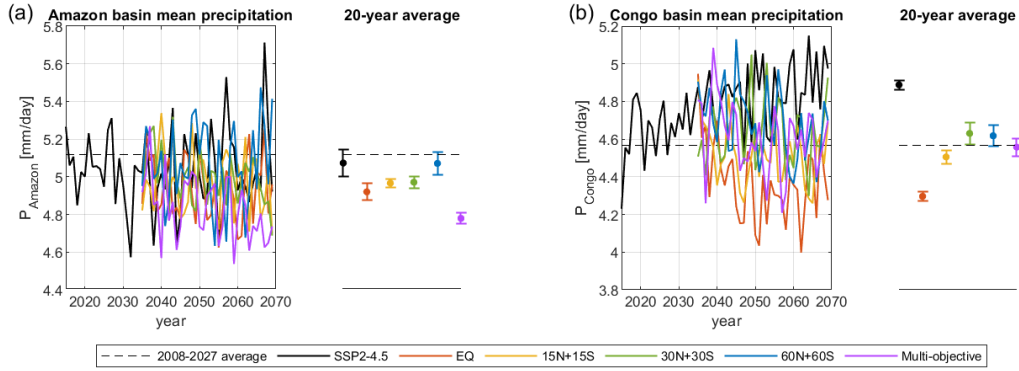 (a) Amazon basin mean precipitation
20-year average
5.8
5.6
5.4
5.2
5
4.8
4.6
4.4
P_Amazon [mm/day]
2020 2030 2040 2050 2060 2070
year
(b) Congo basin mean precipitation
20-year average
5.2
5
4.8
4.6
4.4
4.2
4
3.8
P_Congo [mm/day]
2020 2030 2040 2050 2060 2070
year
2008-2027 average SSP2-4.5 EQ 15N+15S 30N+30S 60N+60S Multi-objective